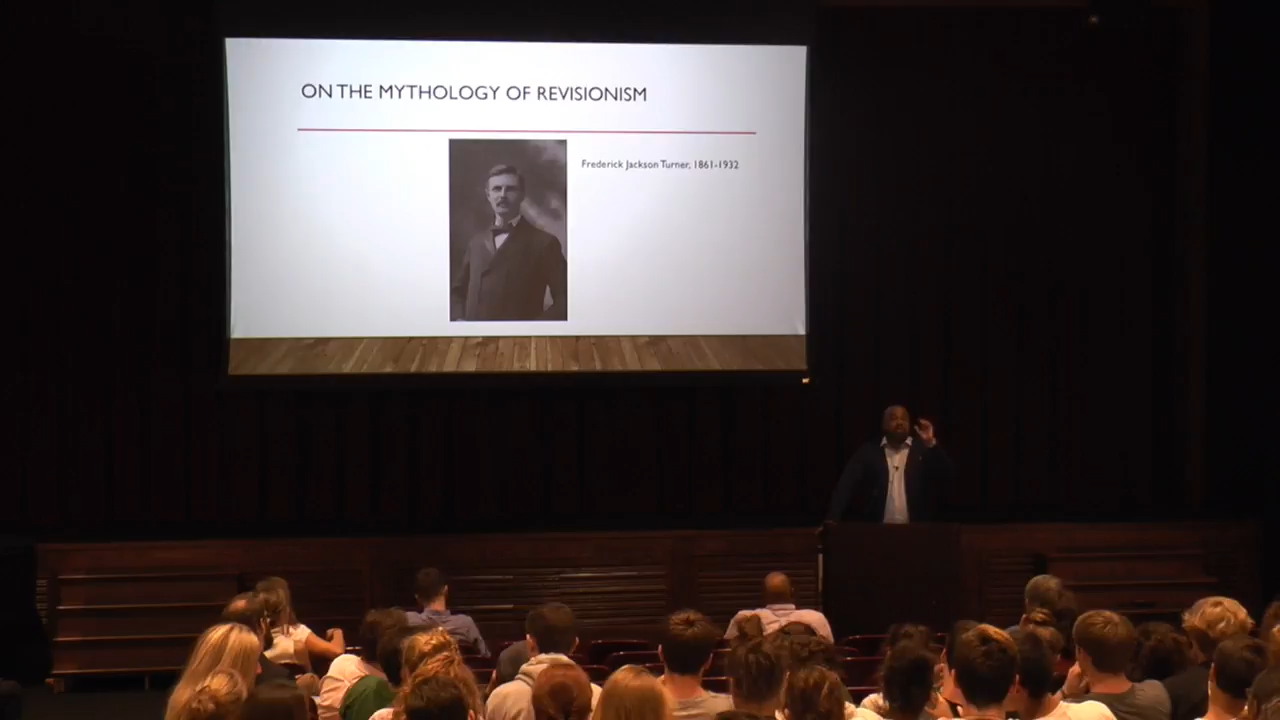 ON THE MYTHOLOGY OF REVISIONISM
Frederick Jackson Turner, 1861-1932